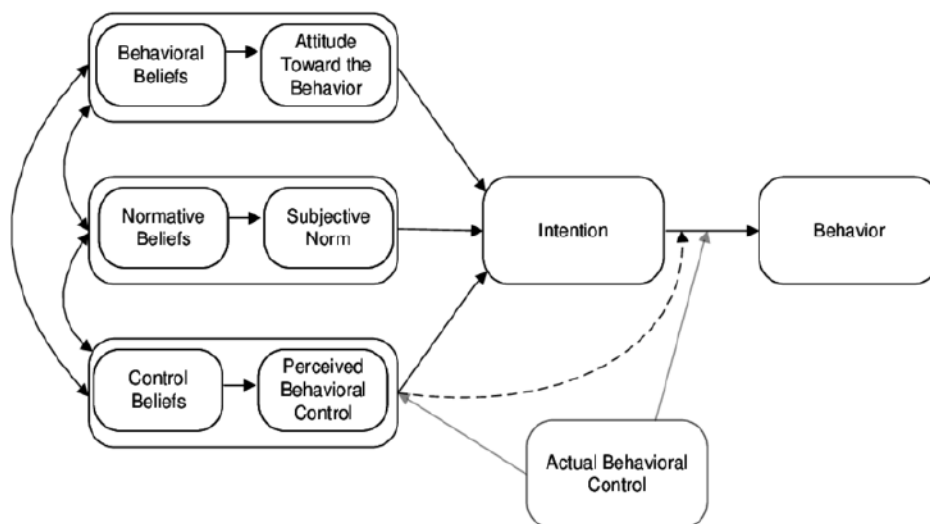 Behavioral
Beliefs
Attitude
Toward the
Behavior
Normative
Beliefs
Subjective
Norm
Intention
Behavior
Control
Beliefs
Perceived
Behavioral
Control
Actual Behavioral
Control